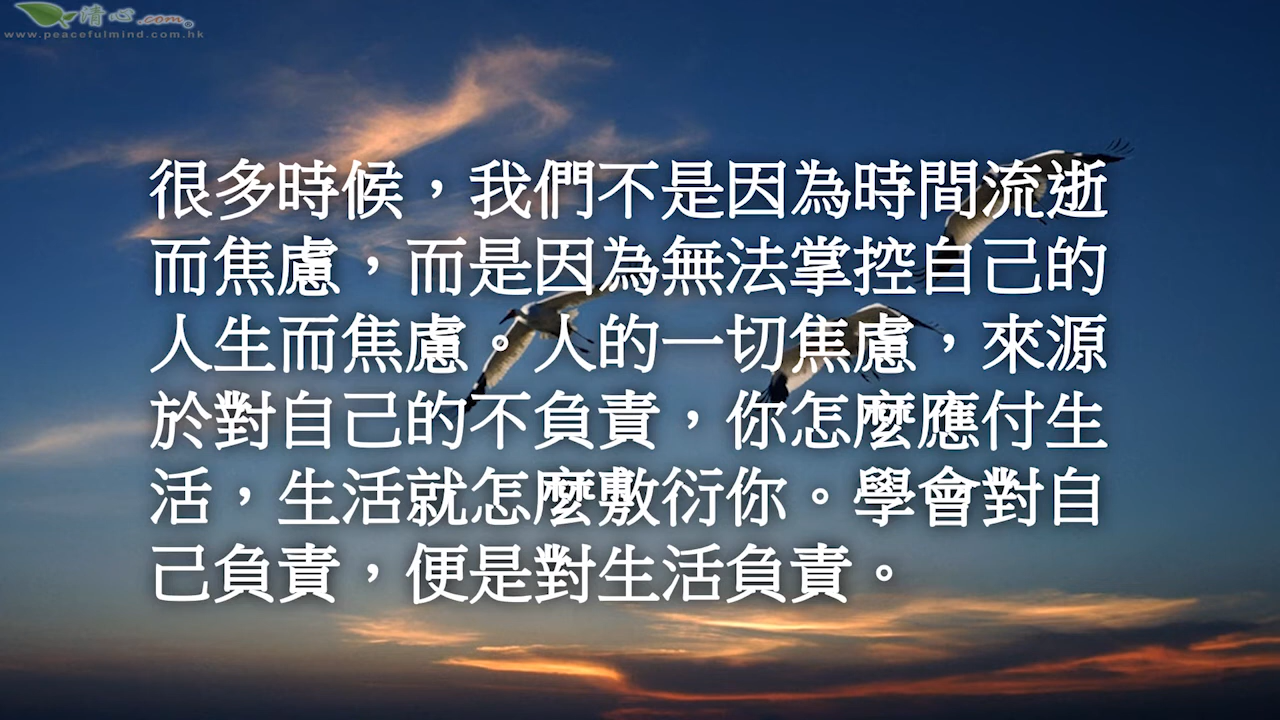 清心.com®
www.peacefulmind.com.hk
很多時候，我們不是因為時間流逝
而焦慮，而是因為無法掌控自己的
人生而焦慮。人的一切焦慮，來源
於對自己的不負責，你怎麼應付生
活，生活就怎麼敷衍你。學會對自
己負責，便是對生活負責。